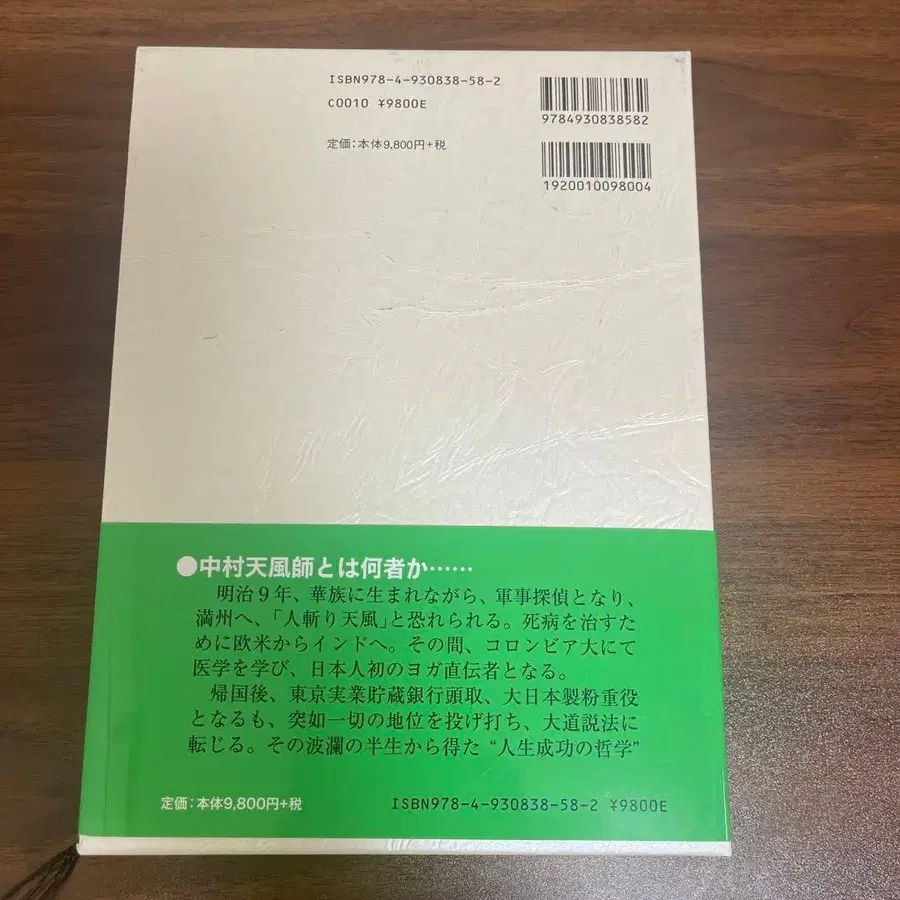 ISBN978-4-930838-58-2
C0010 ¥9800E
定価：本体9,800円+税
9784930838582
1920010098004
●中村天風師とは何者か……
明治９年、華族に生まれながら、軍事探偵となり、
満州へ、「人斬り天風」と恐れられる。死病を治すた
めに欧米からインドへ。その間、コロンビア大にて
医学を学び、日本人初のヨガ直伝者となる。
帰国後、東京実業貯蔵銀行頭取、大日本製粉重役
となるも、突如一切の地位を投げ打ち、大道説法に
転じる。その波瀾の半生から得た“人生成功の哲学”
定価：本体9,800円+税
ISBN978-4-930838-58-2 ¥9800E